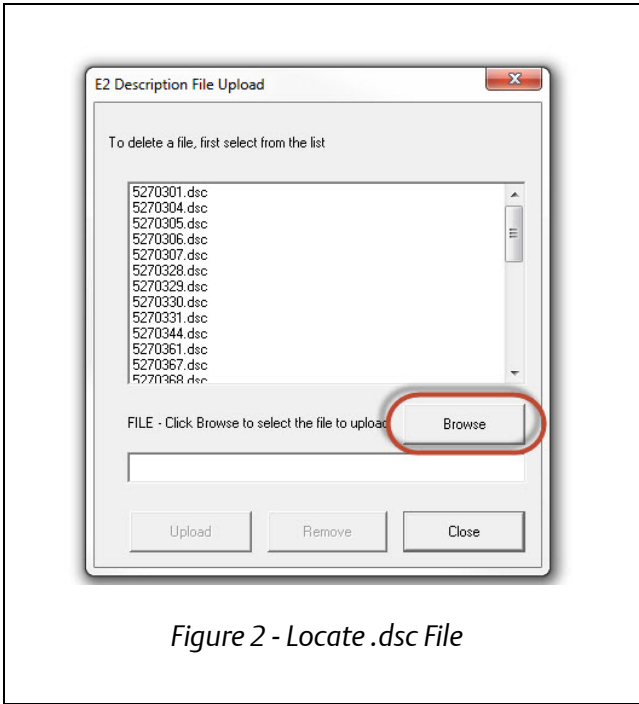 E2 Description File Upload
To delete a file, first select from the list
5270301.dsc
5270304.dsc
5270305.dsc
5270306.dsc
5270307.dsc
5270328.dsc
5270329.dsc
5270330.dsc
5270331.dsc
5270344.dsc
5270361.dsc
5270367.dsc
5270368.dsc
FILE - Click Browse to select the file to upload
Browse
Upload
Remove
Close
Figure 2 - Locate .dsc File